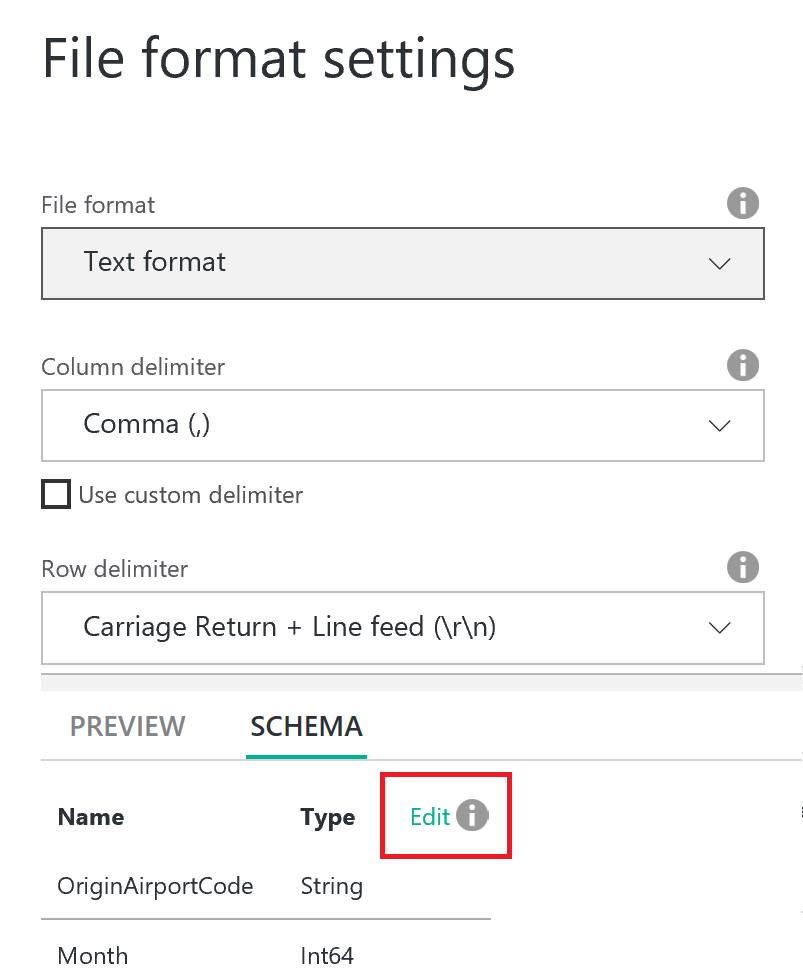 File format settings
File format
Text format
Column delimiter
Comma (,)
Use custom delimiter
Row delimiter
Carriage Return + Line feed (\r\n)
PREVIEW SCHEMA
Name Type Edit
OriginAirportCode String
Month Int64